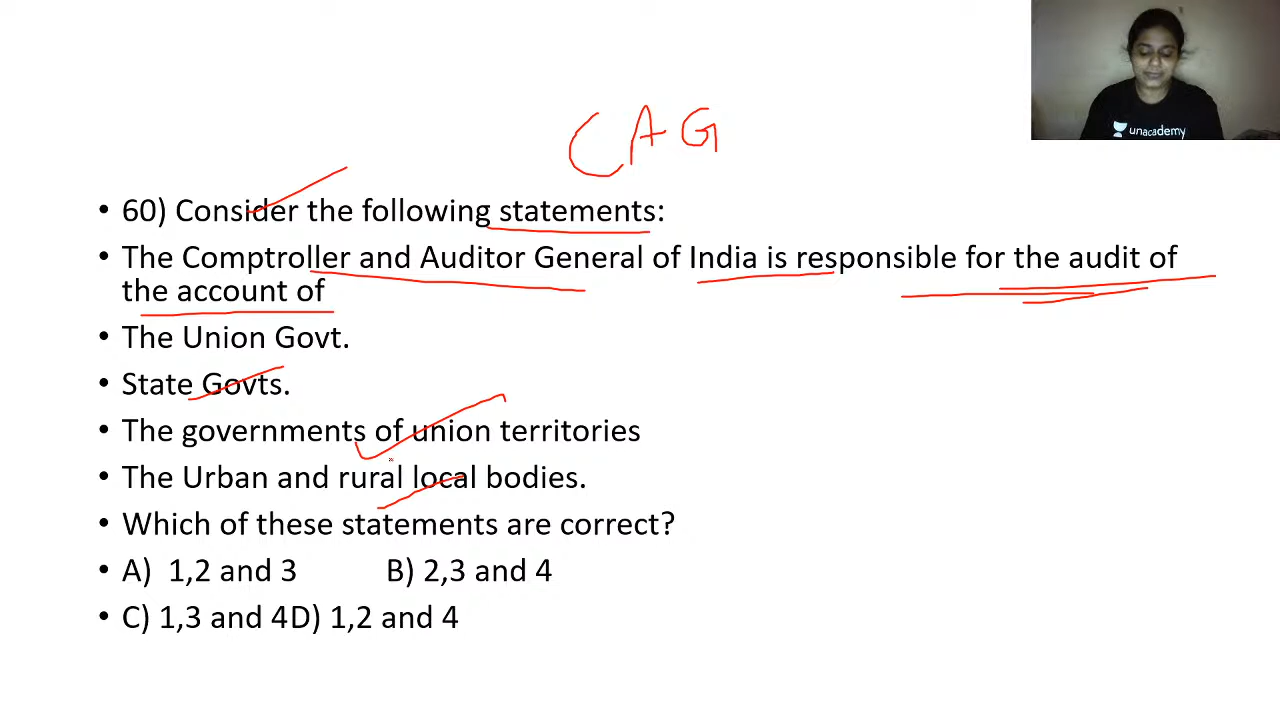 unacademy
CAG
• 60) Consider the following statements:
• The Comptroller and Auditor General of India is responsible for the audit of
the account of
• The Union Govt.
• State Govts.
• The governments of union territories
• The Urban and rural local bodies.
• Which of these statements are correct?
• A) 1,2 and 3 B) 2,3 and 4
• C) 1,3 and 4D) 1,2 and 4